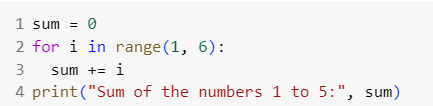 1 sum = 0
2 for i in range(1, 6):
3   sum += i
4 print("Sum of the numbers 1 to 5:", sum)